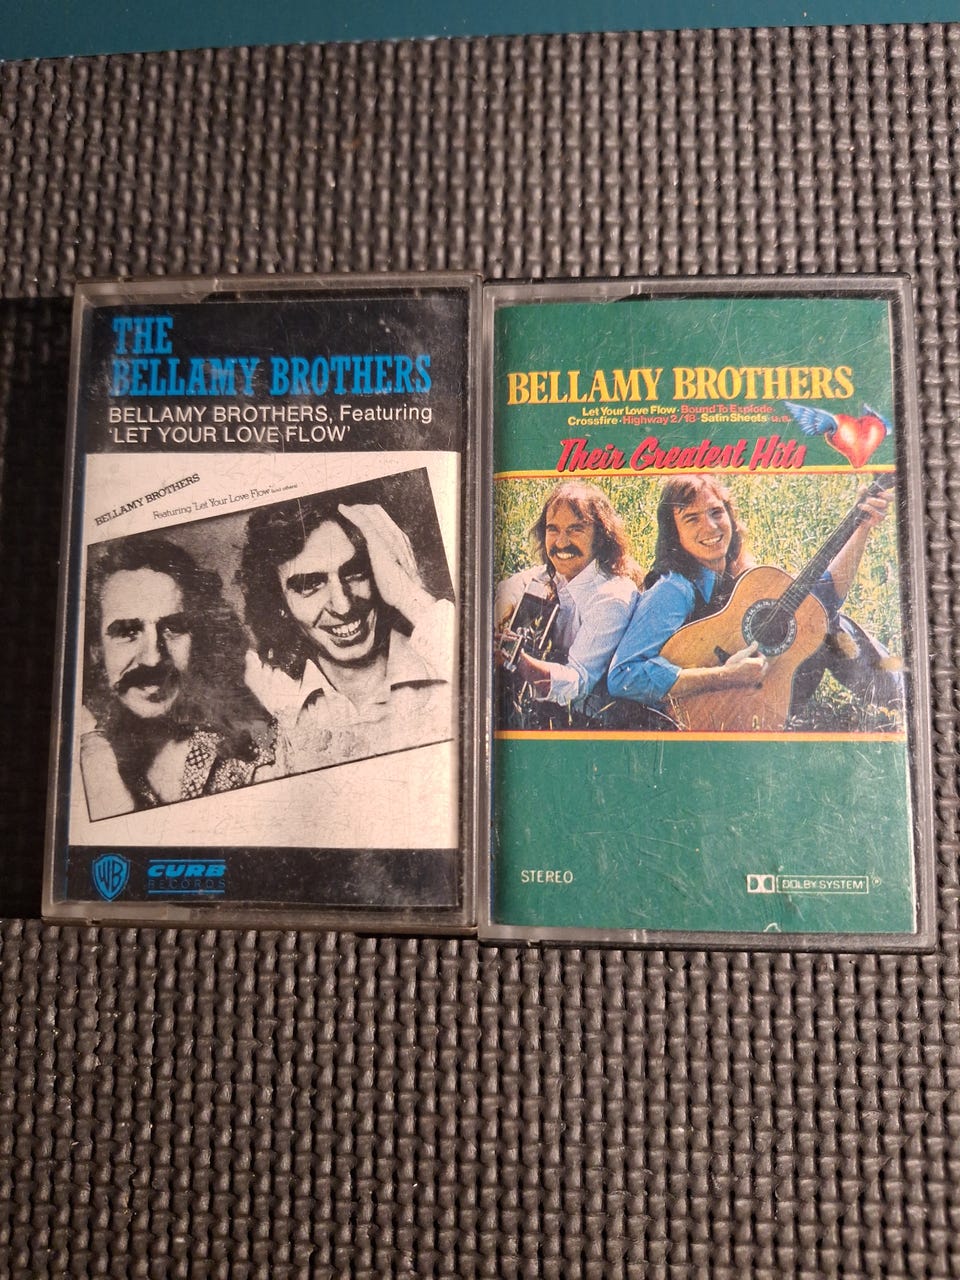 THE
BELLAMY BROTHERS
BELLAMY BROTHERS, Featuring
'LET YOUR LOVE FLOW'
BELLAMY BROTHERS
Featuring "Let Your Love Flow" (and others)
WB
CURB
RECORDS
BELLAMY BROTHERS
Let Your Love Flow · Bound To Explode ·
Crossfire · Highway 2/18 · Satin Sheets · u.a.
Their Greatest Hits
STEREO
DOLBY SYSTEM